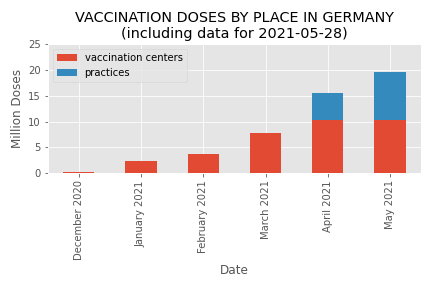 VACCINATION DOSES BY PLACE IN GERMANY
(including data for 2021-05-28)
Million Doses
25
20
15
10
5
0
vaccination centers
practices
December 2020
January 2021
February 2021
March 2021
April 2021
May 2021
Date